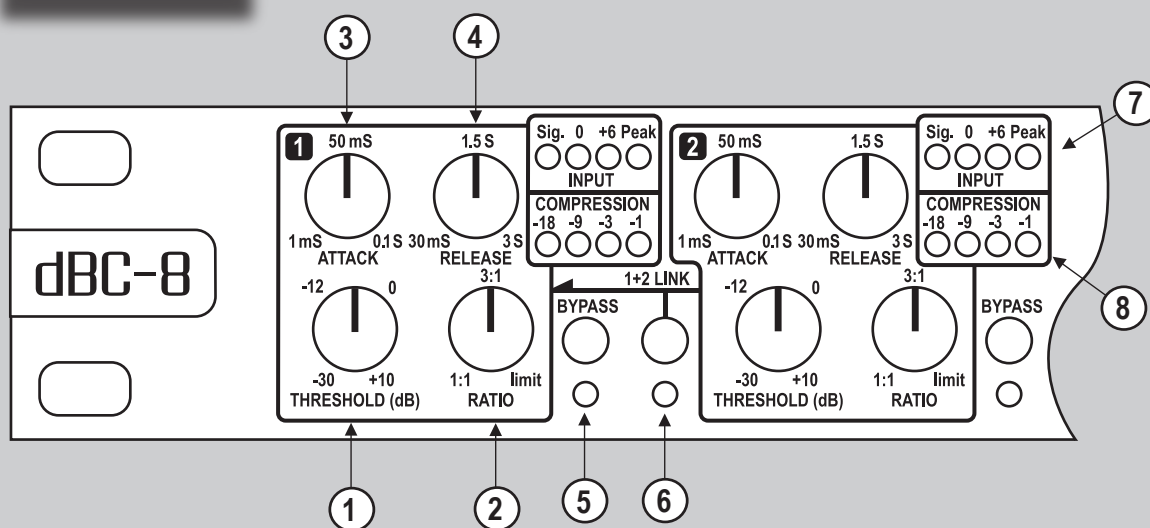 3 4
7
1 50 mS 1.5 S Sig. 0 +6 Peak 2 50 mS 1.5 S Sig. 0 +6 Peak
INPUT INPUT
COMPRESSION COMPRESSION
-18 -9 -3 -1 -18 -9 -3 -1
1 mS 0.1 S 30 mS 3 S 1 mS 0.1 S 30 mS 3 S
ATTACK RELEASE ATTACK RELEASE
dBC-8
-12 0 3:1 1+2 LINK -12 0 3:1
8
BYPASS BYPASS
-30 +10 1:1 limit -30 +10 1:1 limit
THRESHOLD (dB) RATIO THRESHOLD (dB) RATIO
1 2 5 6